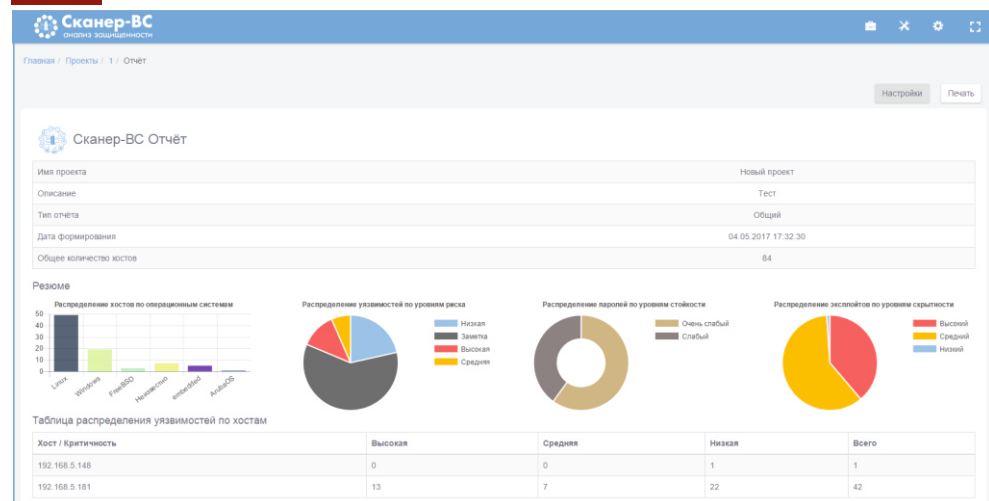 Сканер-ВС
анализ защищенности
Главная / Проекты / 1 / Отчёт
Настройки Печать
Сканер-ВС Отчёт
Имя проекта Новый проект
Описание Тест
Тип отчёта Общий
Дата формирования 04.05.2017 17:32:30
Общее количество хостов 84
Резюме
Распределение хостов по операционным системам
50
40
30
20
10
0
Linux Windows FreeBSD Неизвестно embedded ArubaOS
Распределение уязвимостей по уровням риска
Низкая
Заметка
Высокая
Средняя
Распределение паролей по уровням стойкости
Очень слабый
Слабый
Распределение эксплойтов по уровням скрытности
Высокий
Средний
Низкий
Таблица распределения уязвимостей по хостам
Хост / Критичность Высокая Средняя Низкая Всего
192.168.5.148 0 0 1 1
192.168.5.181 13 7 22 42